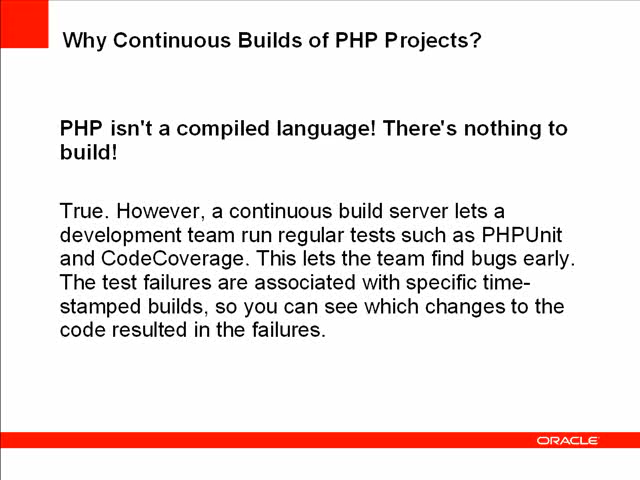 Why Continuous Builds of PHP Projects?
PHP isn't a compiled language! There's nothing to
build!
True. However, a continuous build server lets a
development team run regular tests such as PHPUnit
and CodeCoverage. This lets the team find bugs early.
The test failures are associated with specific time-
stamped builds, so you can see which changes to the
code resulted in the failures.
ORACLE